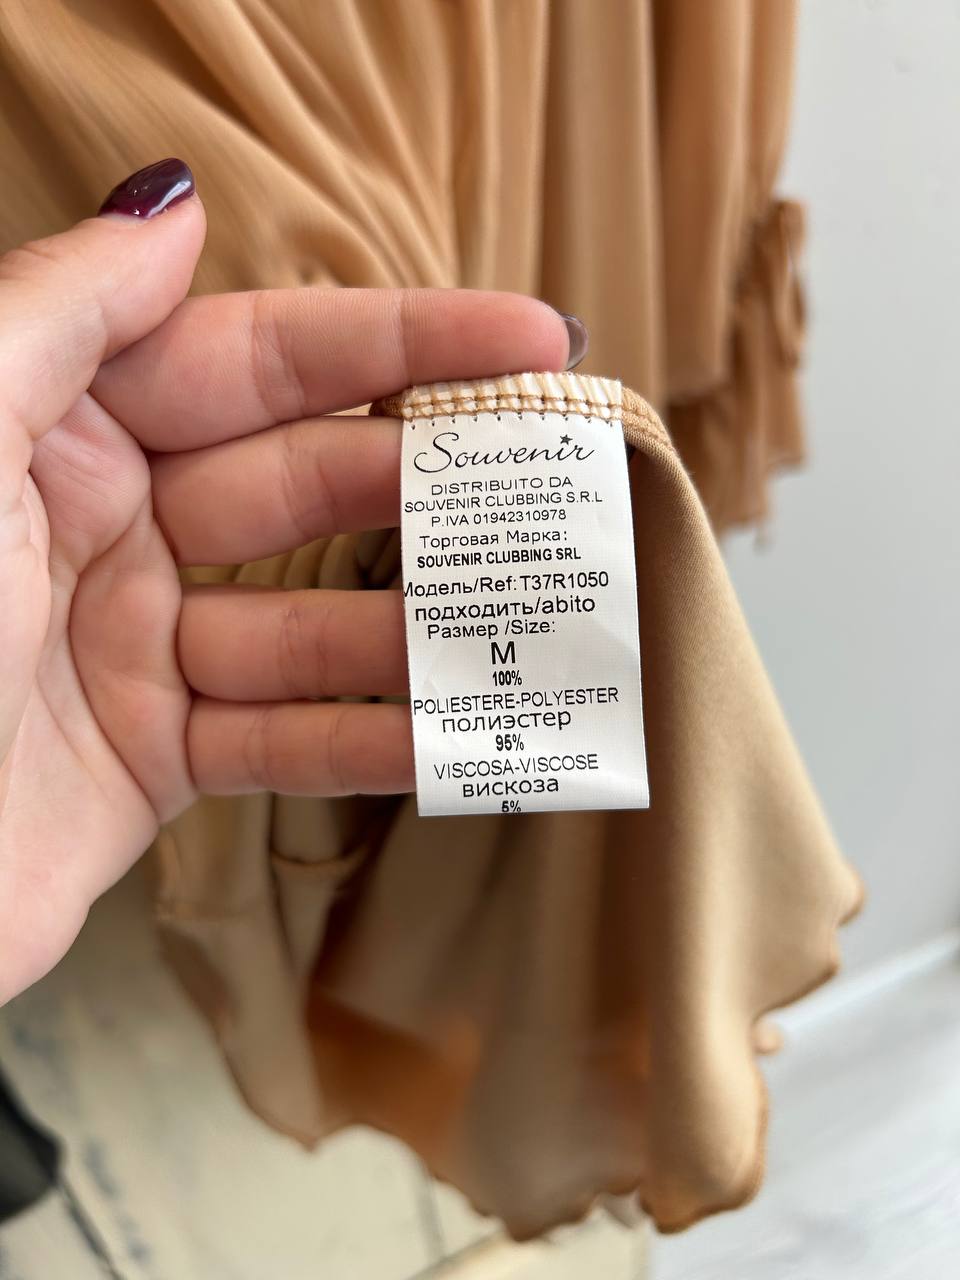 Souvenir
DISTRIBUITO DA
SOUVENIR CLUBBING S.R.L
P.IVA 01942310978
Торговая Марка:
SOUVENIR CLUBBING SRL
Модель/Ref: T37R1050
подходить/abito
Размер /Size:
M
100%
POLIESTERE-POLYESTER
полиэстер
95%
VISCOSA-VISCOSE
вискоза
5%